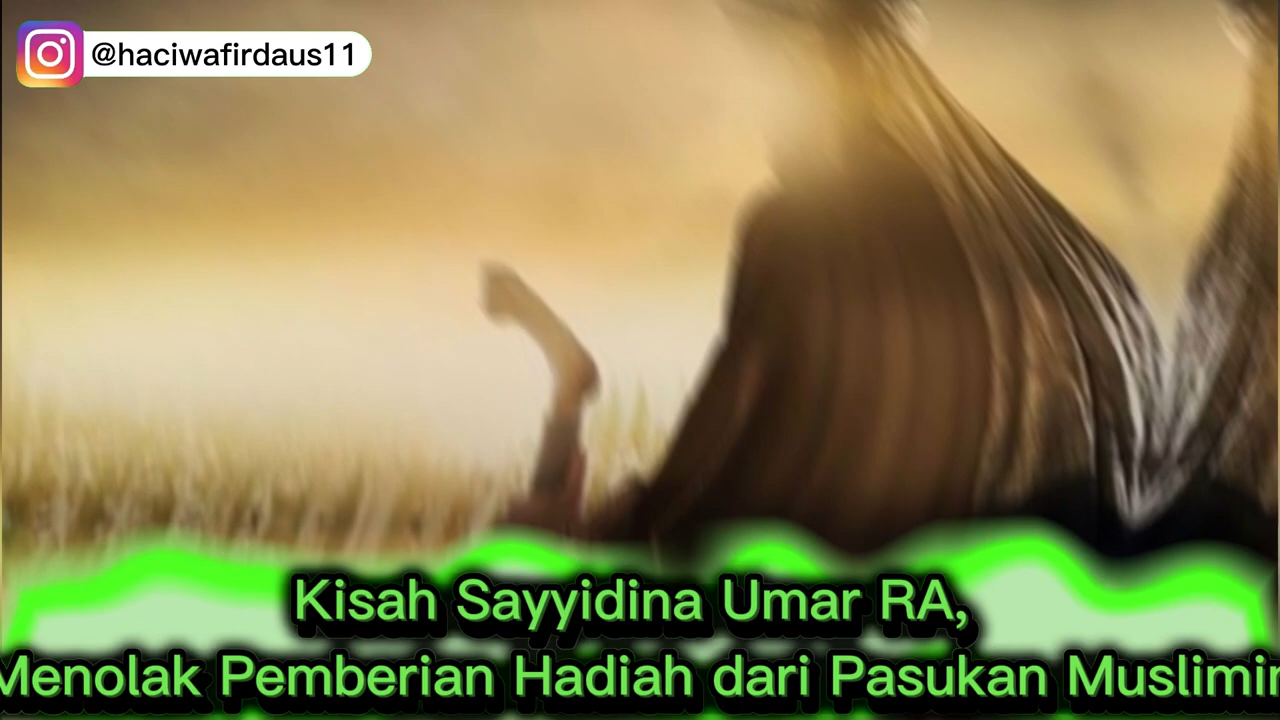 @haciwafirdaus11
Kisah Sayyidina Umar RA,
Menolak Pemberian Hadiah dari Pasukan Muslimin